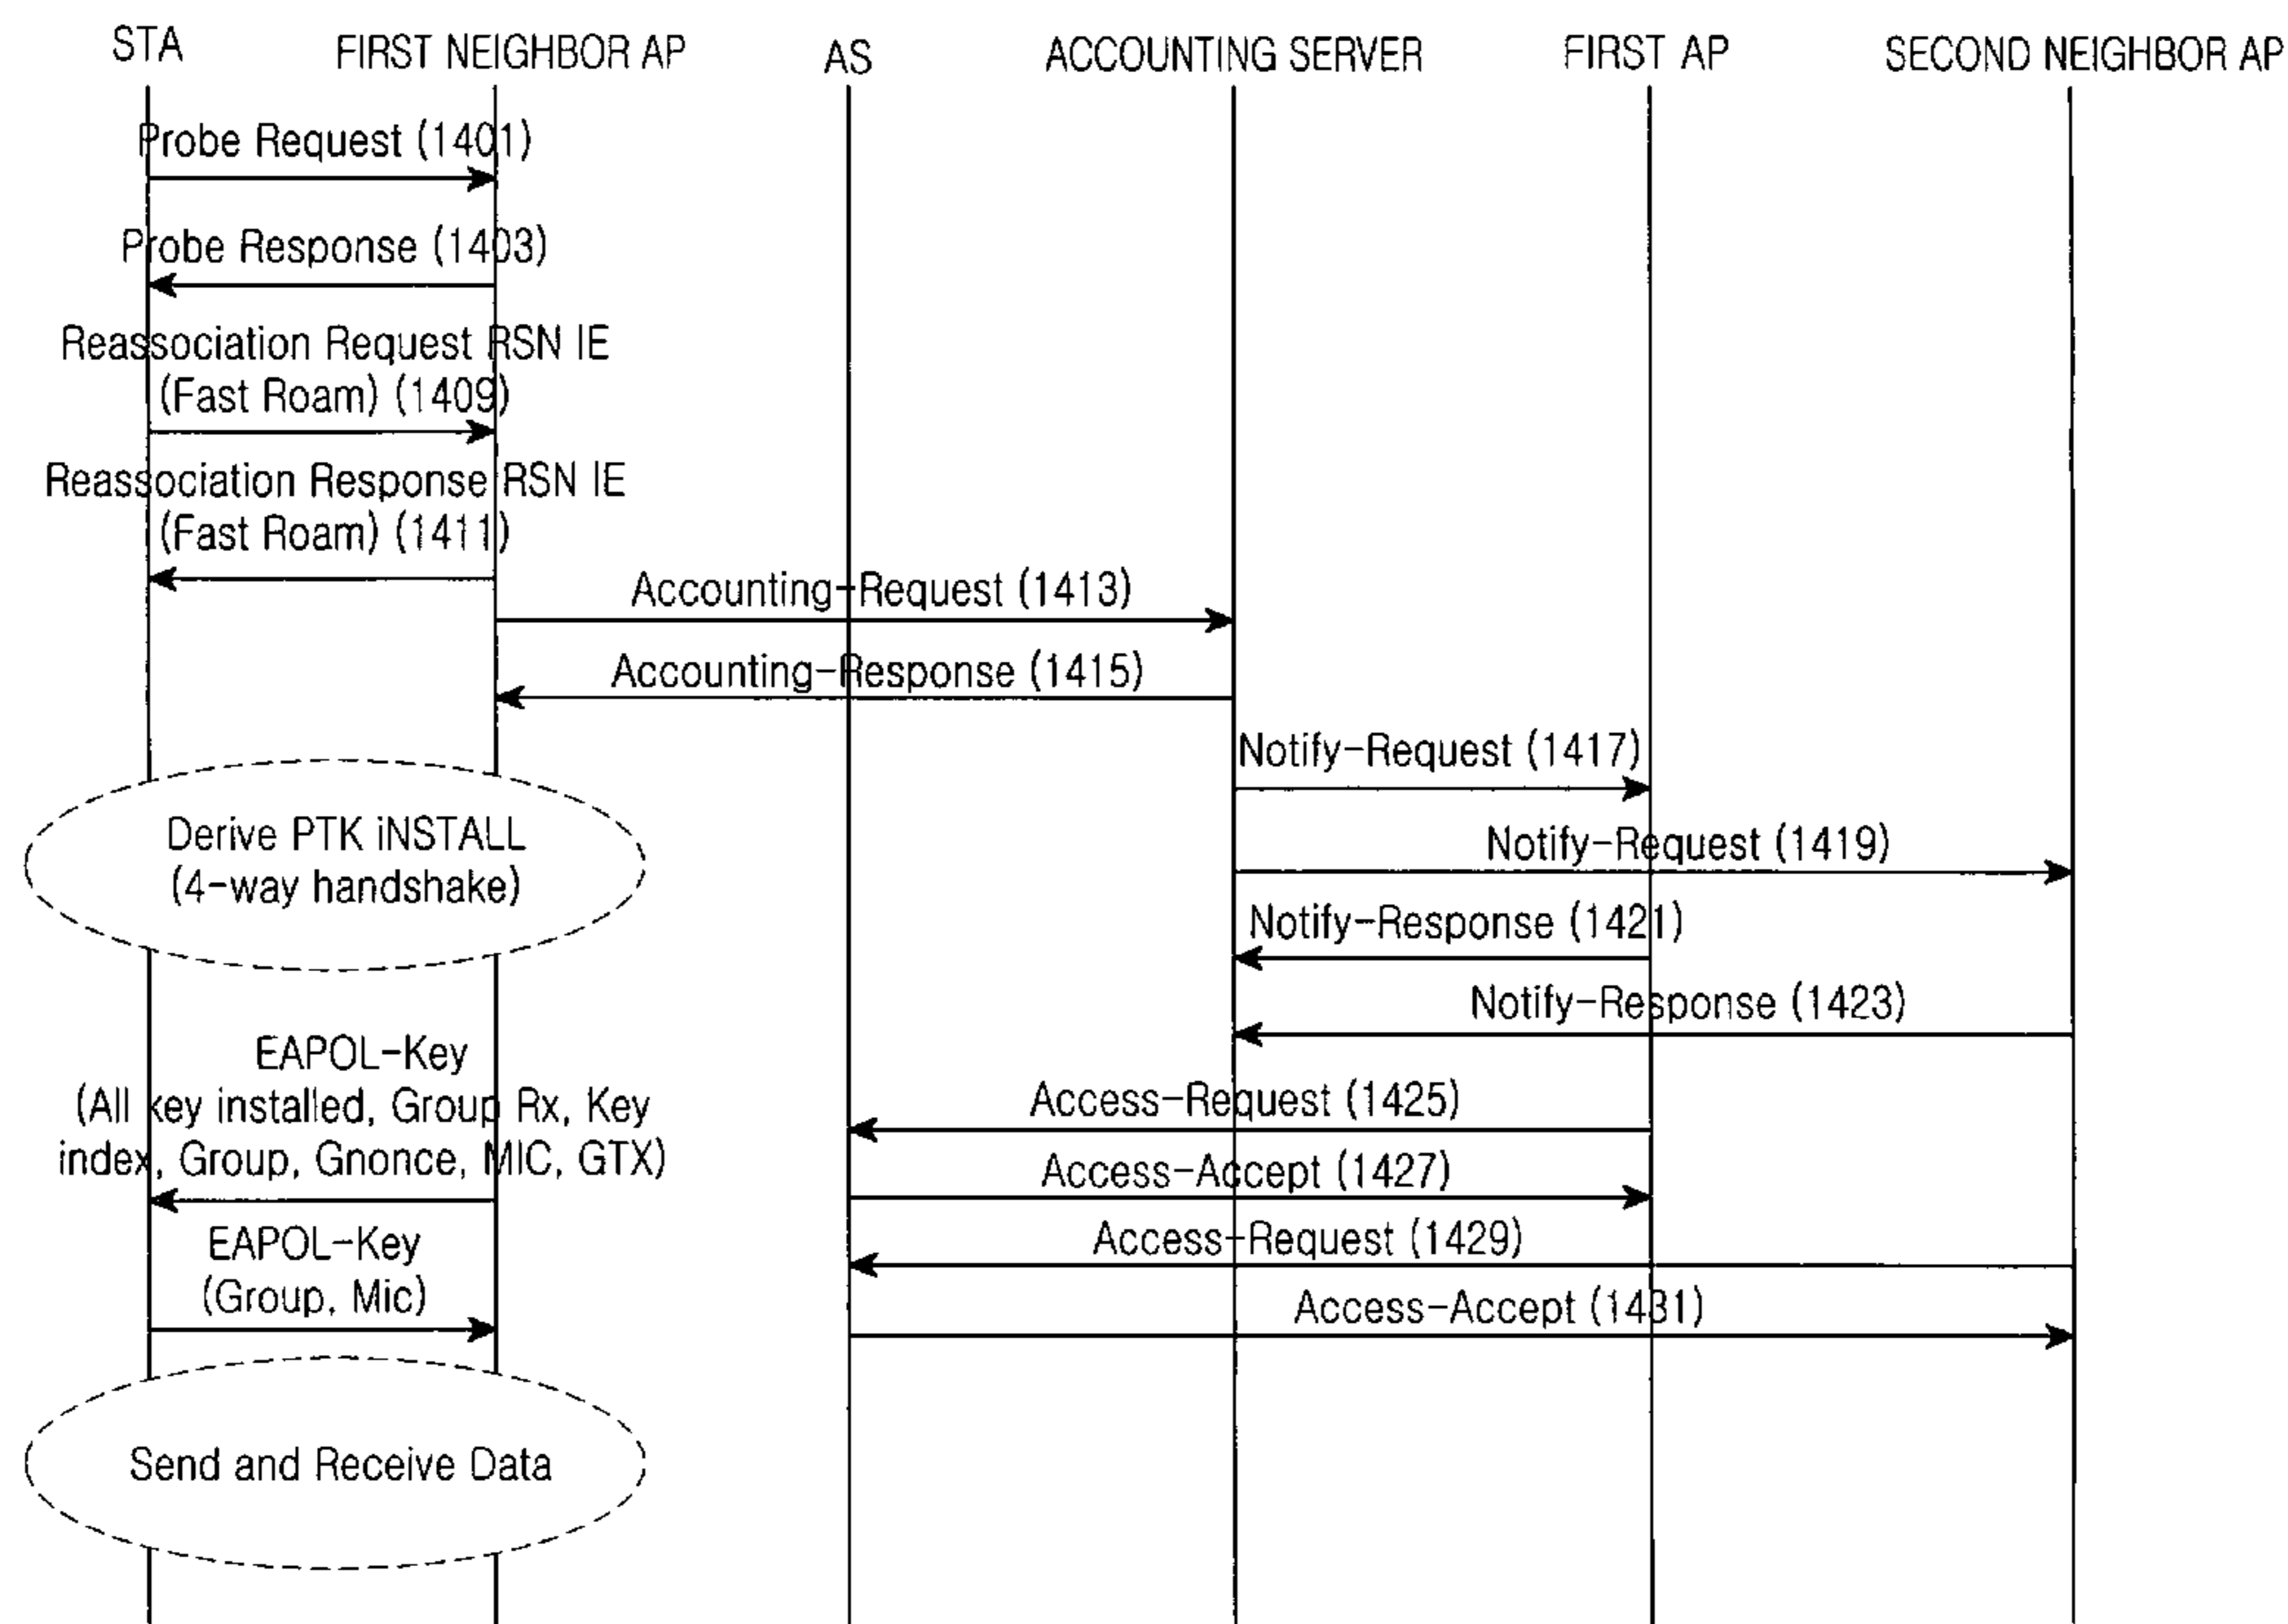 STA
FIRST NEIGHBOR AP
AS
ACCOUNTING SERVER
FIRST AP
SECOND NEIGHBOR AP
Probe Request (1401)
Probe Response (1403)
Reassociation Request RSN IE
(Fast Roam) (1409)
Reassociation Response RSN IE
(Fast Roam) (1411)
Accounting-Request (1413)
Accounting-Response (1415)
Notify-Request (1417)
Derive PTK iNSTALL
(4-way handshake)
Notify-Request (1419)
Notify-Response (1421)
Notify-Response (1423)
EAPOL-Key
(All key installed, Group Rx, Key
index, Group, Gnonce, MIC, GTX)
Access-Request (1425)
Access-Accept (1427)
EAPOL-Key
(Group, Mic)
Access-Request (1429)
Access-Accept (1431)
Send and Receive Data